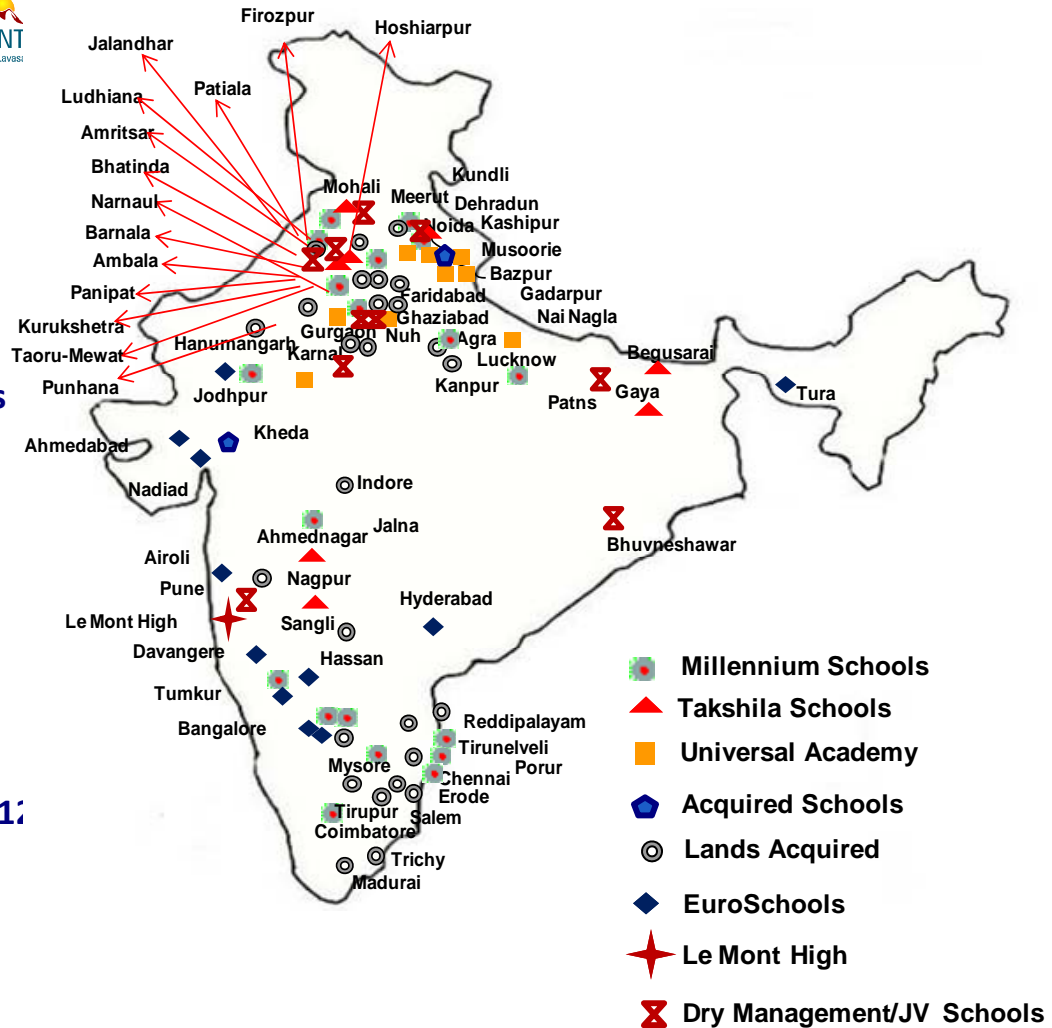 NT
Lavasa
Firozpur
Hoshiarpur
Jalandhar
Patiala
Ludhiana
Amritsar
Bhatinda
Narnaul
Barnala
Ambala
Panipat
Kurukshetra
Taoru-Mewat
Punhana
Kundli
Mohali
Meerut
Dehradun
Noida
Kashipur
Musoorie
Bazpur
Faridabad
Gadarpur
Ghaziabad
Nai Nagla
Gurgaon
Nuh
Agra
Hanumangarh
Karnal
Lucknow
Begusarai
Kanpur
Jodhpur
Patns
Gaya
Tura
s
Ahmedabad
Kheda
Nadiad
Indore
Ahmednagar
Jalna
Bhuvneshawar
Airoli
Nagpur
Pune
Hyderabad
Le Mont High
Sangli
Davangere
Hassan
Tumkur
Bangalore
Reddipalayam
Tirunelveli
Porur
Mysore
Chennai
Erode
Tirupur
Salem
Coimbatore
Trichy
Madurai
12
Millennium Schools
Takshila Schools
Universal Academy
Acquired Schools
Lands Acquired
EuroSchools
Le Mont High
Dry Management/JV Schools